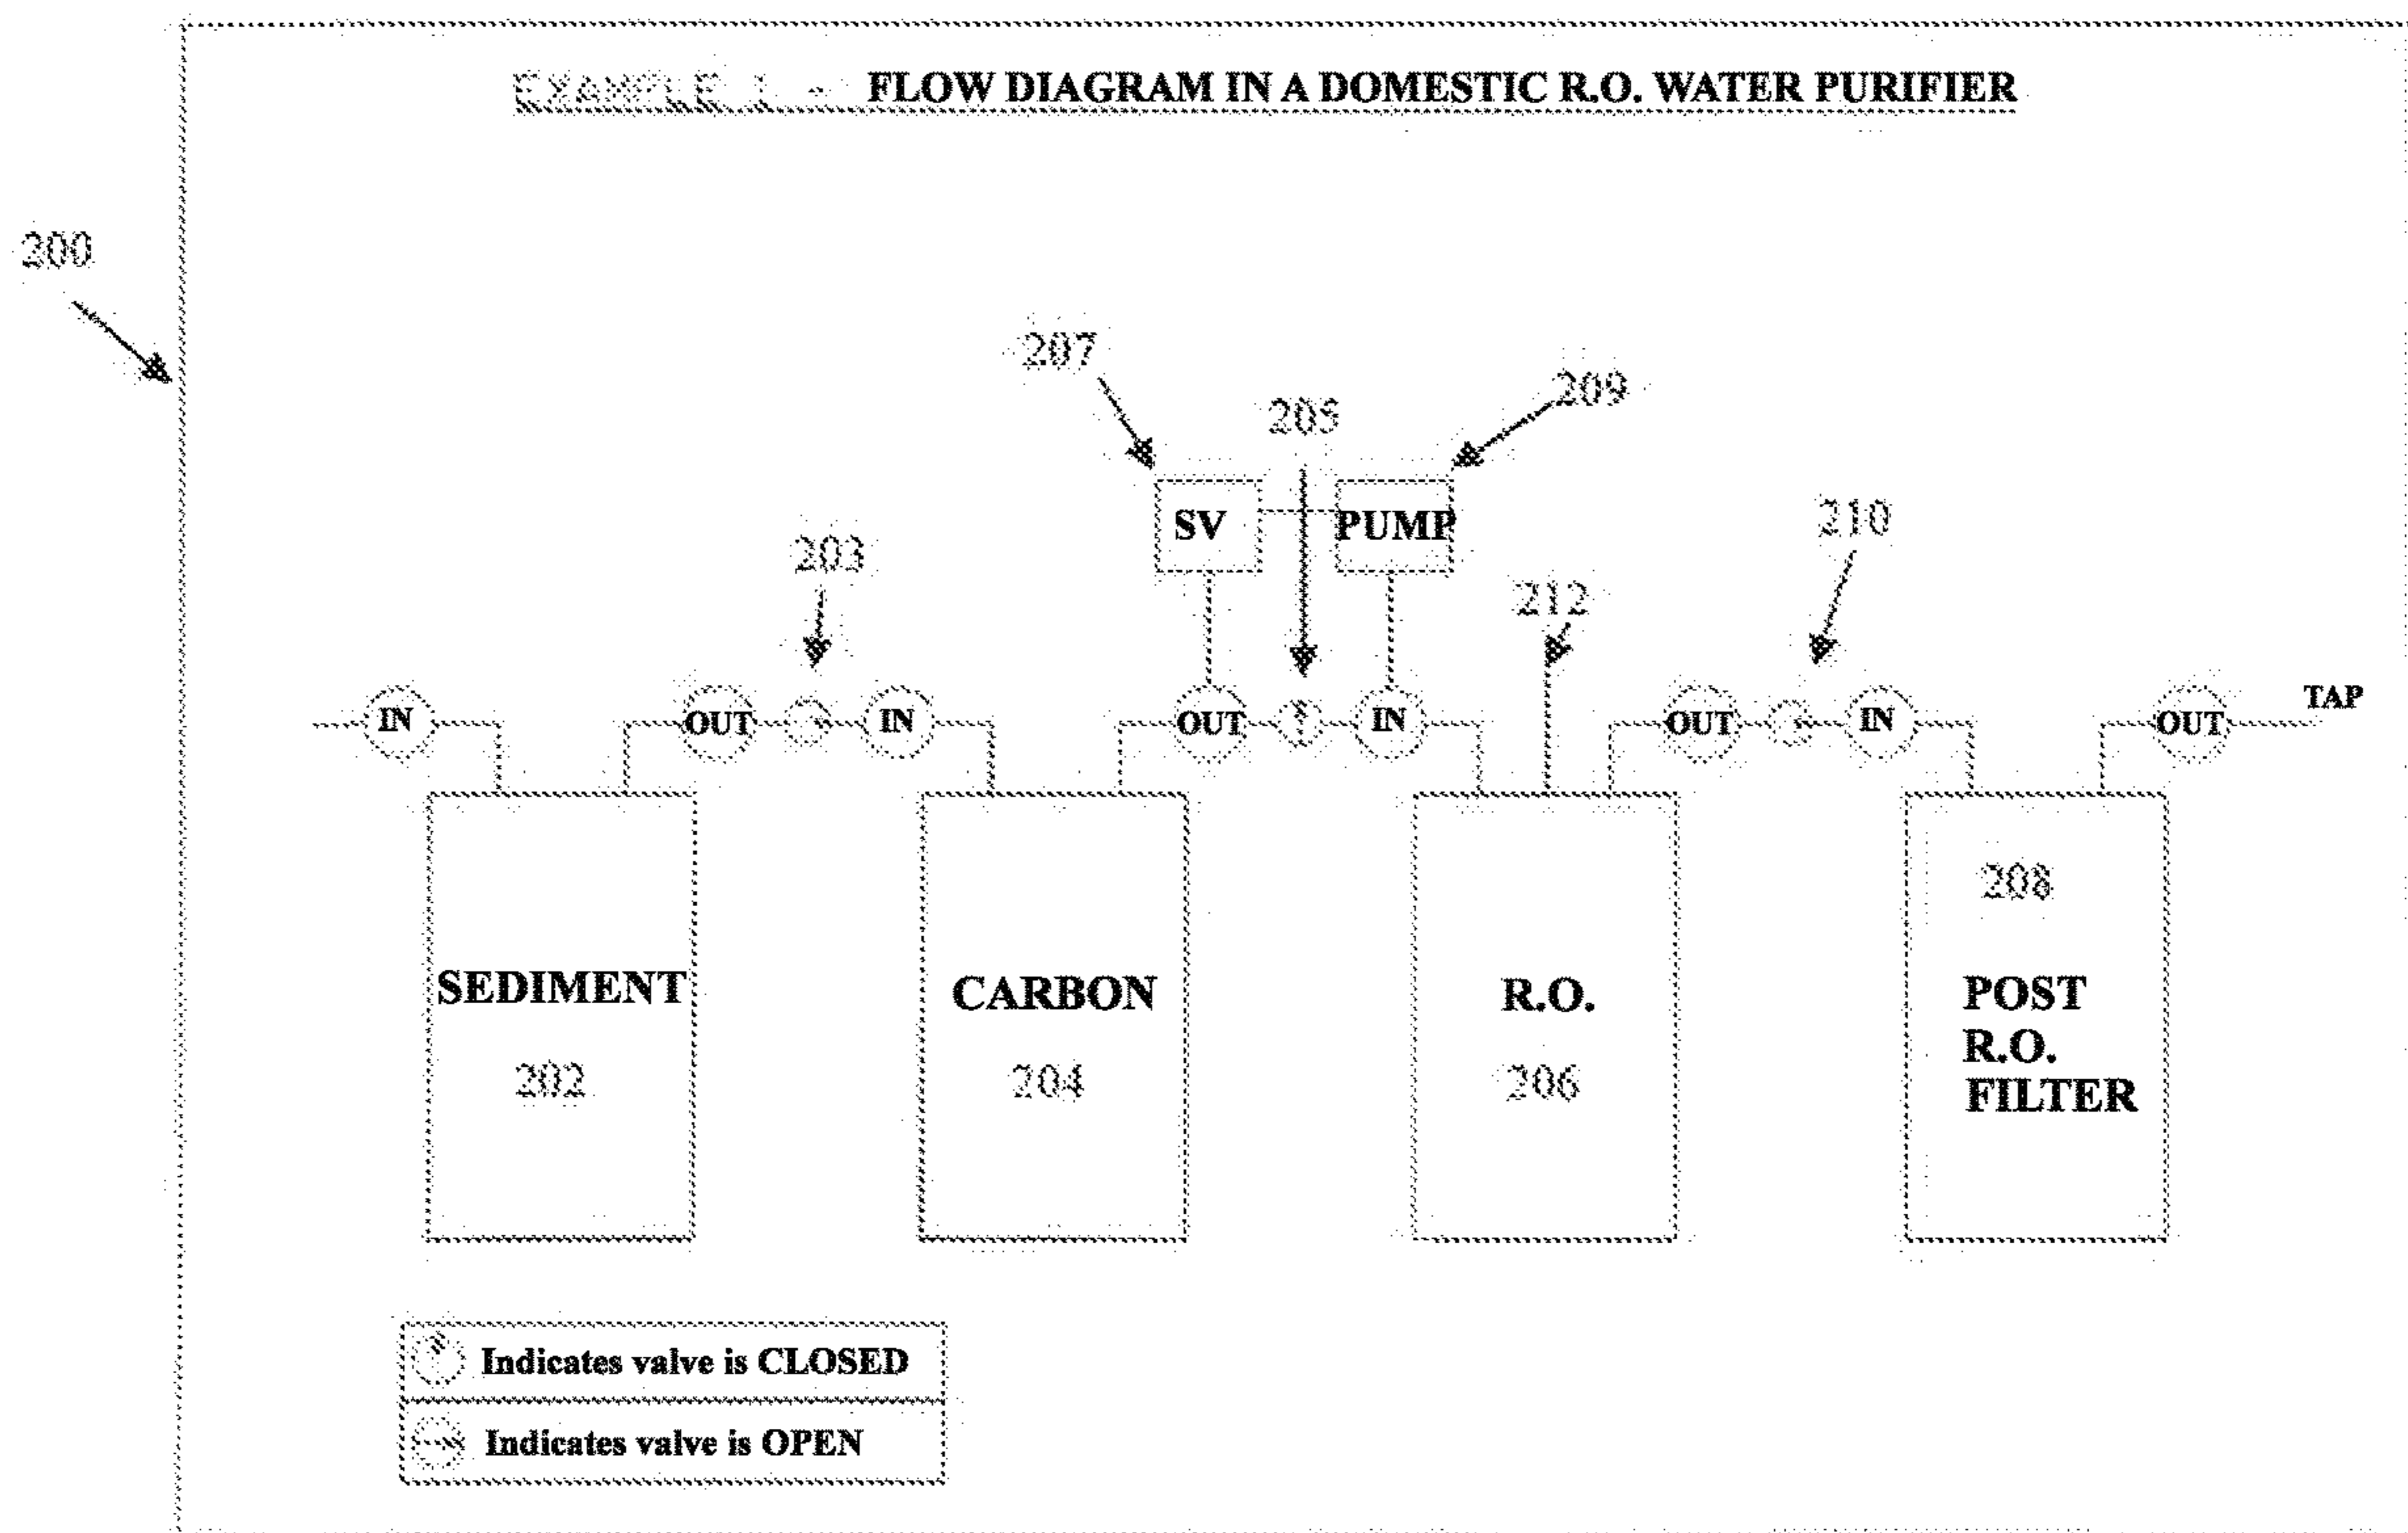 EXAMPLE 1 - FLOW DIAGRAM IN A DOMESTIC R.O. WATER PURIFIER
200
207
205
209
203
212
210
SV
PUMP
IN
OUT
IN
OUT
IN
OUT
IN
OUT
TAP
SEDIMENT
202
CARBON
204
R.O.
206
208
POST
R.O.
FILTER
Indicates valve is CLOSED
Indicates valve is OPEN